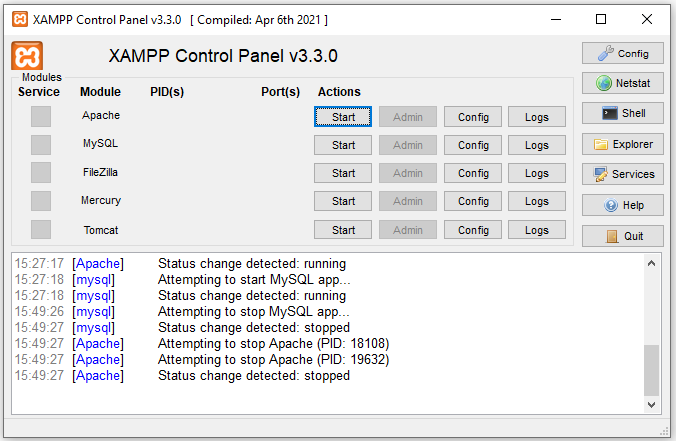 XAMPP Control Panel v3.3.0 [ Compiled: Apr 6th 2021 ]
XAMPP Control Panel v3.3.0
Config
Modules
Service Module PID(s) Port(s) Actions
Netstat
Apache Start Admin Config Logs
Shell
MySQL Start Admin Config Logs
Explorer
FileZilla Start Admin Config Logs
Services
Mercury Start Admin Config Logs
Help
Tomcat Start Admin Config Logs
Quit
15:27:17 [Apache] Status change detected: running
15:27:18 [mysql] Attempting to start MySQL app...
15:27:18 [mysql] Status change detected: running
15:49:26 [mysql] Attempting to stop MySQL app...
15:49:27 [mysql] Status change detected: stopped
15:49:27 [Apache] Attempting to stop Apache (PID: 18108)
15:49:27 [Apache] Attempting to stop Apache (PID: 19632)
15:49:27 [Apache] Status change detected: stopped